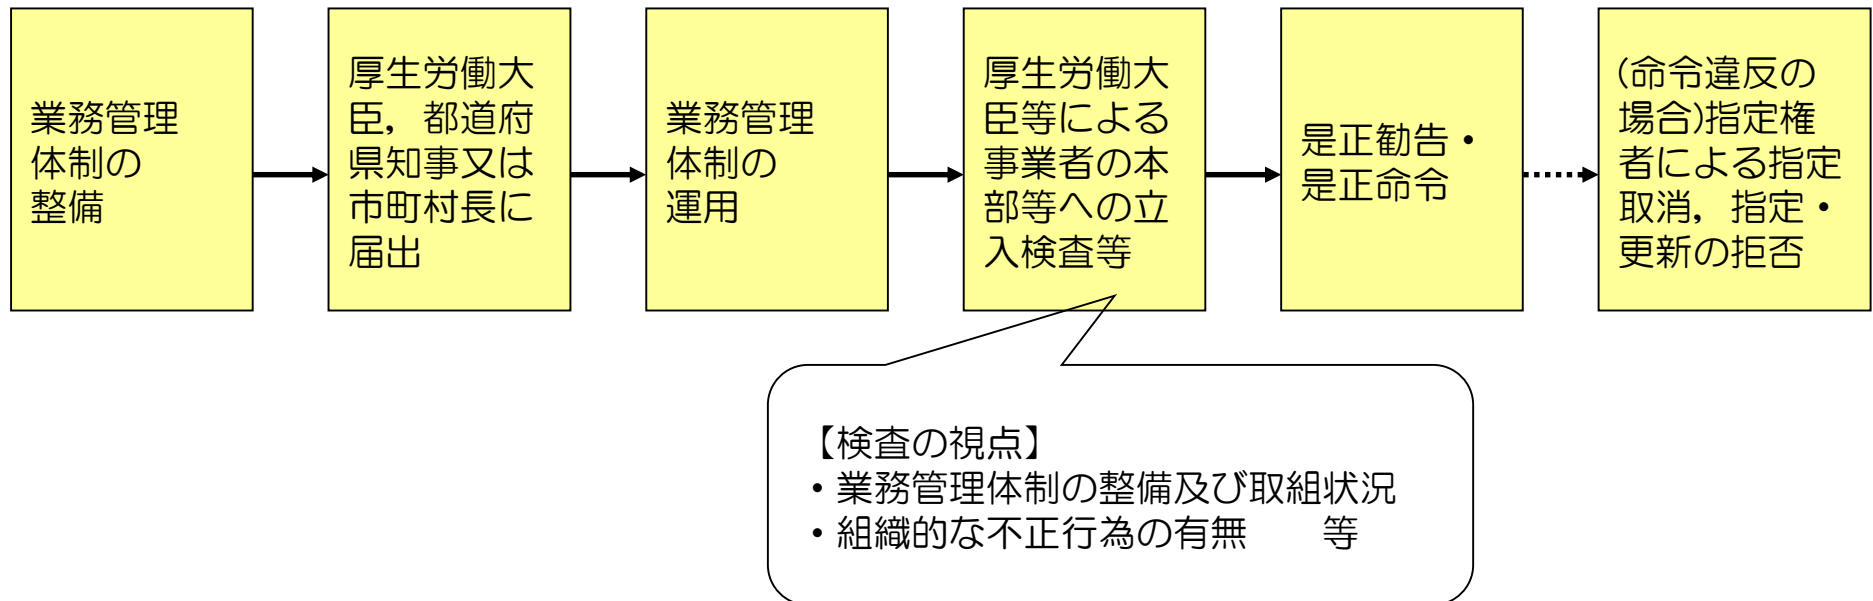 業務管理
体制の
整備
厚生労働大
臣，都道府
県知事又は
市町村長に
届出
業務管理
体制の
運用
厚生労働大
臣等による
事業者の本
部等への立
入検査等
是正勧告・
是正命令
(命令違反の
場合)指定権
者による指定
取消，指定・
更新の拒否
【検査の視点】
・業務管理体制の整備及び取組状況
・組織的な不正行為の有無　　等